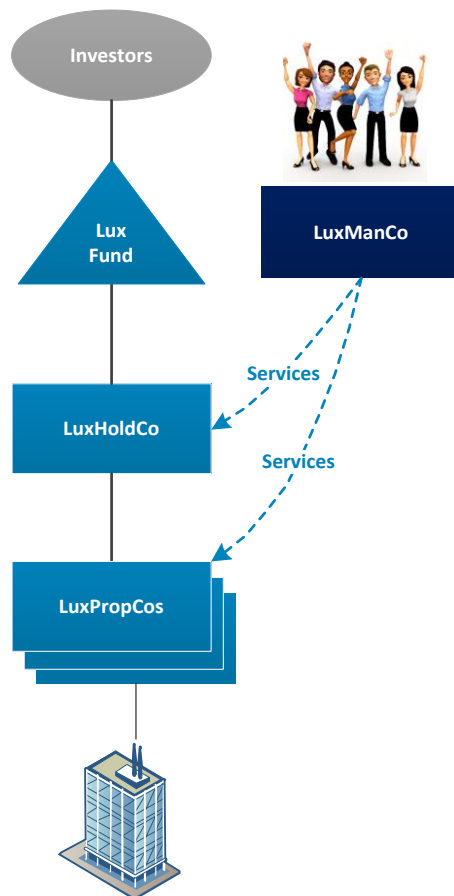 Investors
Lux
Fund
LuxManCo
Services
LuxHoldCo
Services
LuxPropCos